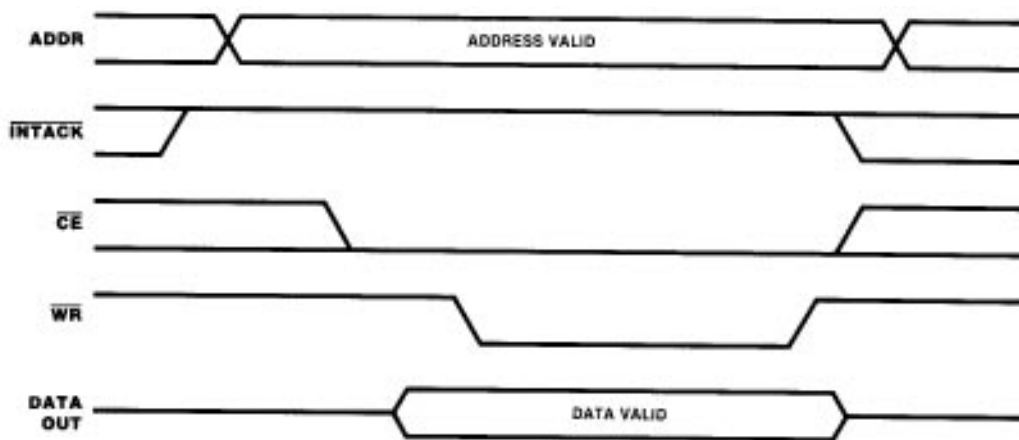 ADDR
ADDRESS VALID
INTACK
CE
WR
DATA
OUT
DATA VALID